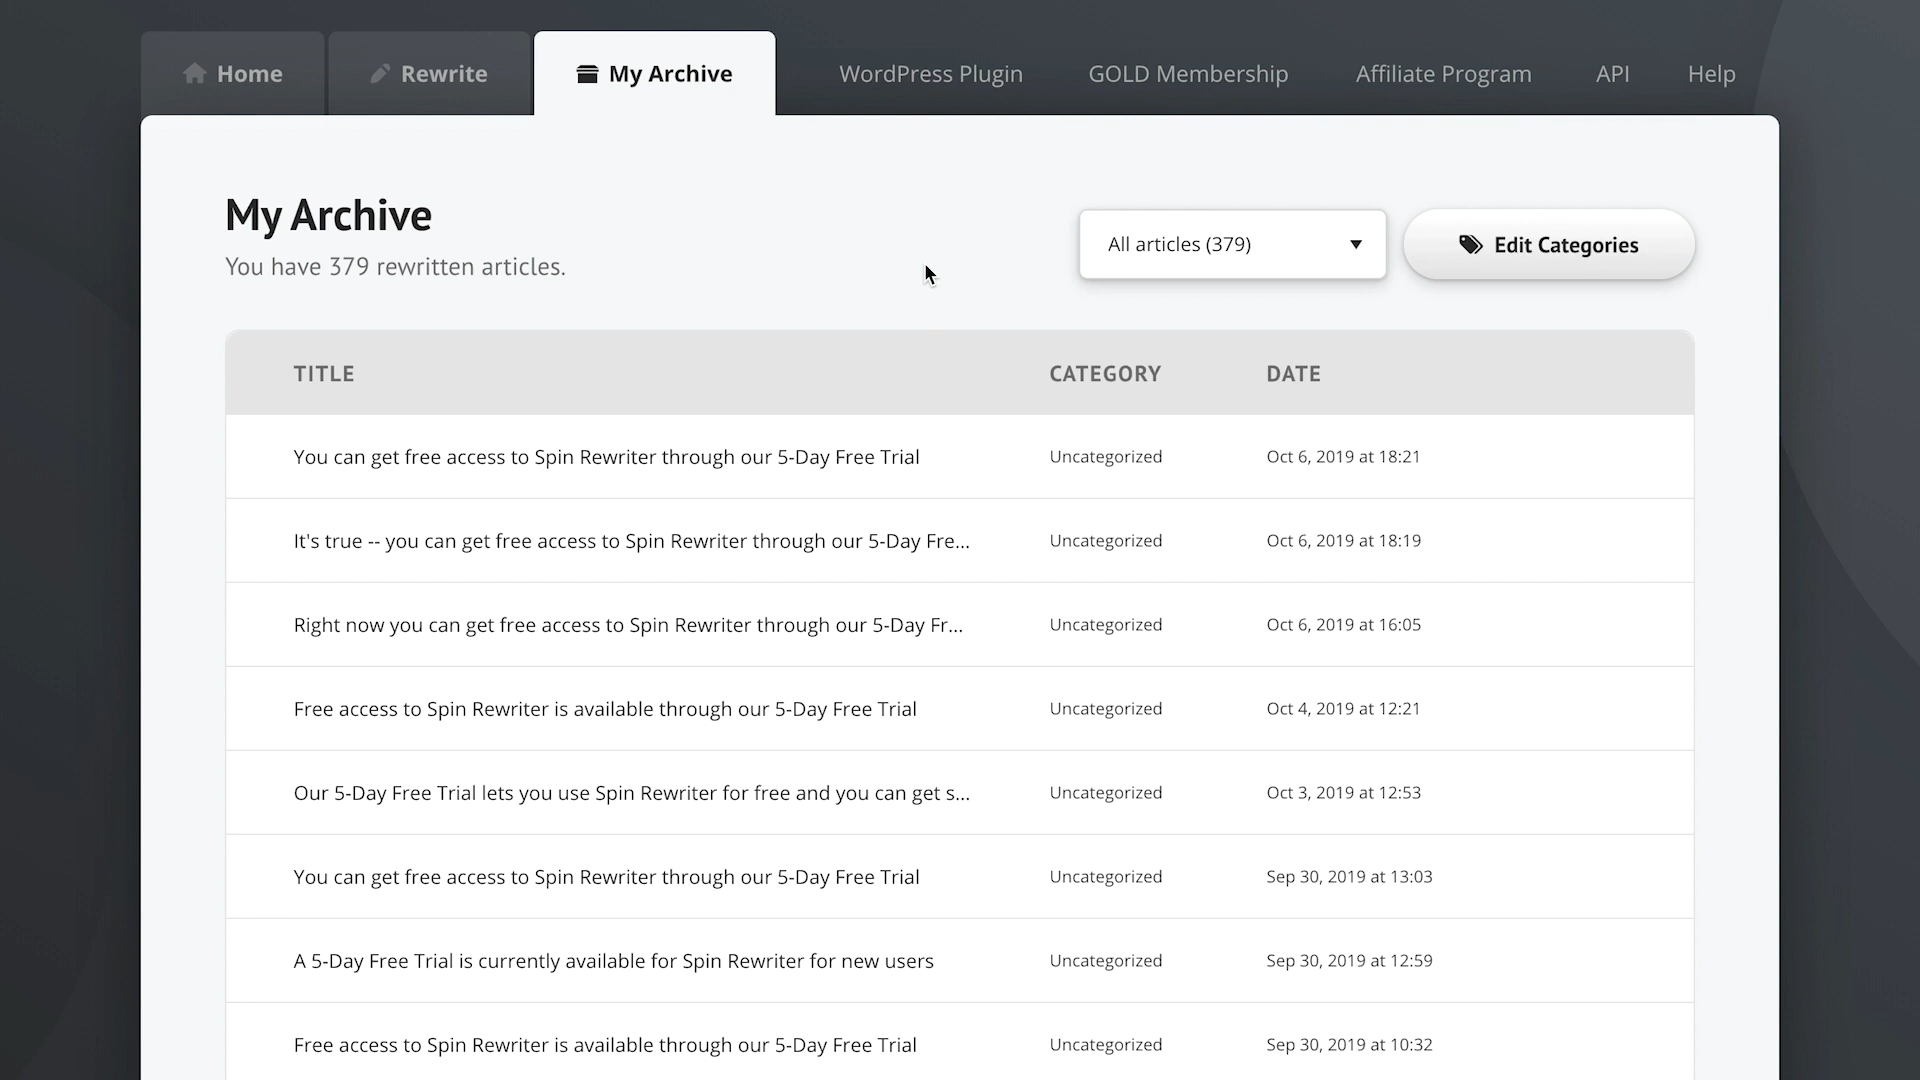 Home
Rewrite
My Archive
WordPress Plugin
GOLD Membership
Affiliate Program
API
Help
My Archive
You have 379 rewritten articles.
All articles (379)
Edit Categories
TITLE CATEGORY DATE
You can get free access to Spin Rewriter through our 5-Day Free Trial Uncategorized Oct 6, 2019 at 18:21
It's true -- you can get free access to Spin Rewriter through our 5-Day Fre... Uncategorized Oct 6, 2019 at 18:19
Right now you can get free access to Spin Rewriter through our 5-Day Fr... Uncategorized Oct 6, 2019 at 16:05
Free access to Spin Rewriter is available through our 5-Day Free Trial Uncategorized Oct 4, 2019 at 12:21
Our 5-Day Free Trial lets you use Spin Rewriter for free and you can get s... Uncategorized Oct 3, 2019 at 12:53
You can get free access to Spin Rewriter through our 5-Day Free Trial Uncategorized Sep 30, 2019 at 13:03
A 5-Day Free Trial is currently available for Spin Rewriter for new users Uncategorized Sep 30, 2019 at 12:59
Free access to Spin Rewriter is available through our 5-Day Free Trial Uncategorized Sep 30, 2019 at 10:32